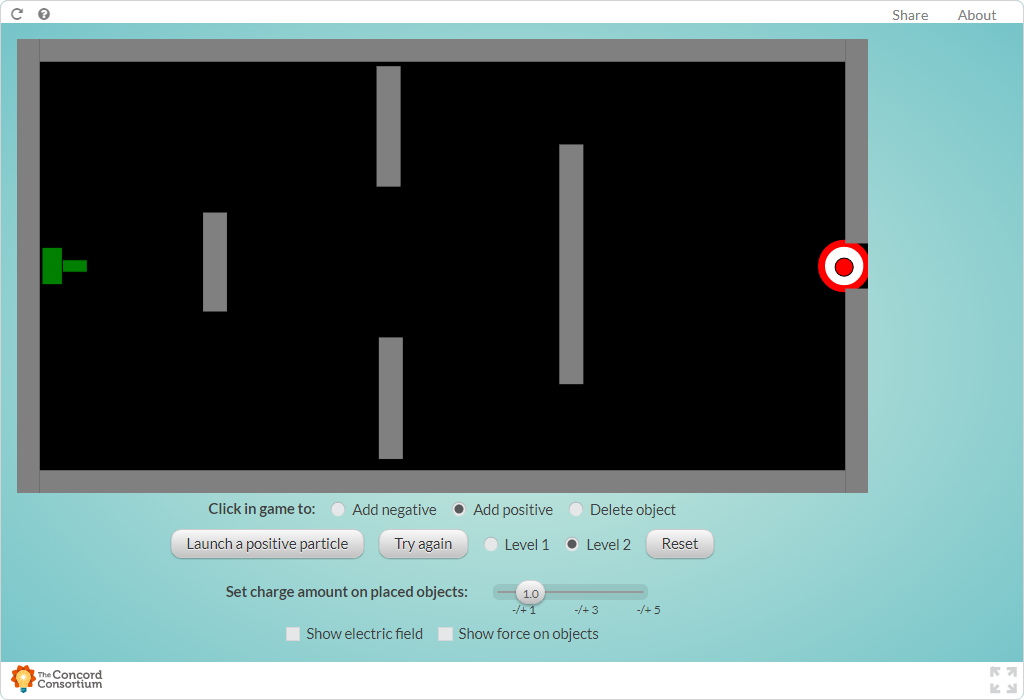 Share About
Click in game to: Add negative Add positive Delete object
Launch a positive particle Try again Level 1 Level 2 Reset
Set charge amount on placed objects: 1.0
-/+ 1 -/+ 3 -/+ 5
Show electric field Show force on objects
The Concord
Consortium